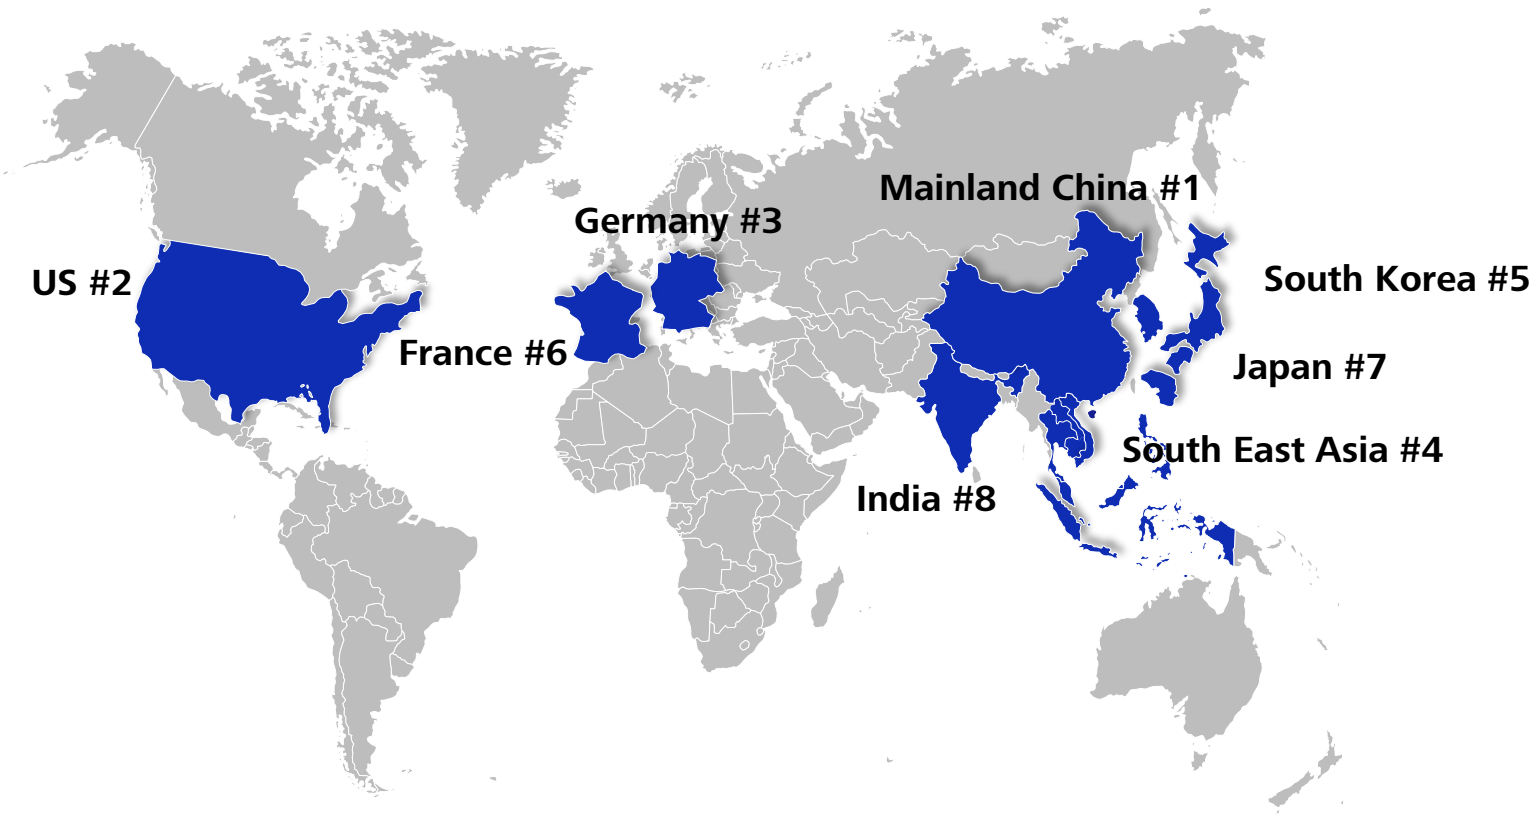 Mainland China #1
Germany #3
US #2
South Korea #5
France #6
Japan #7
South East Asia #4
India #8